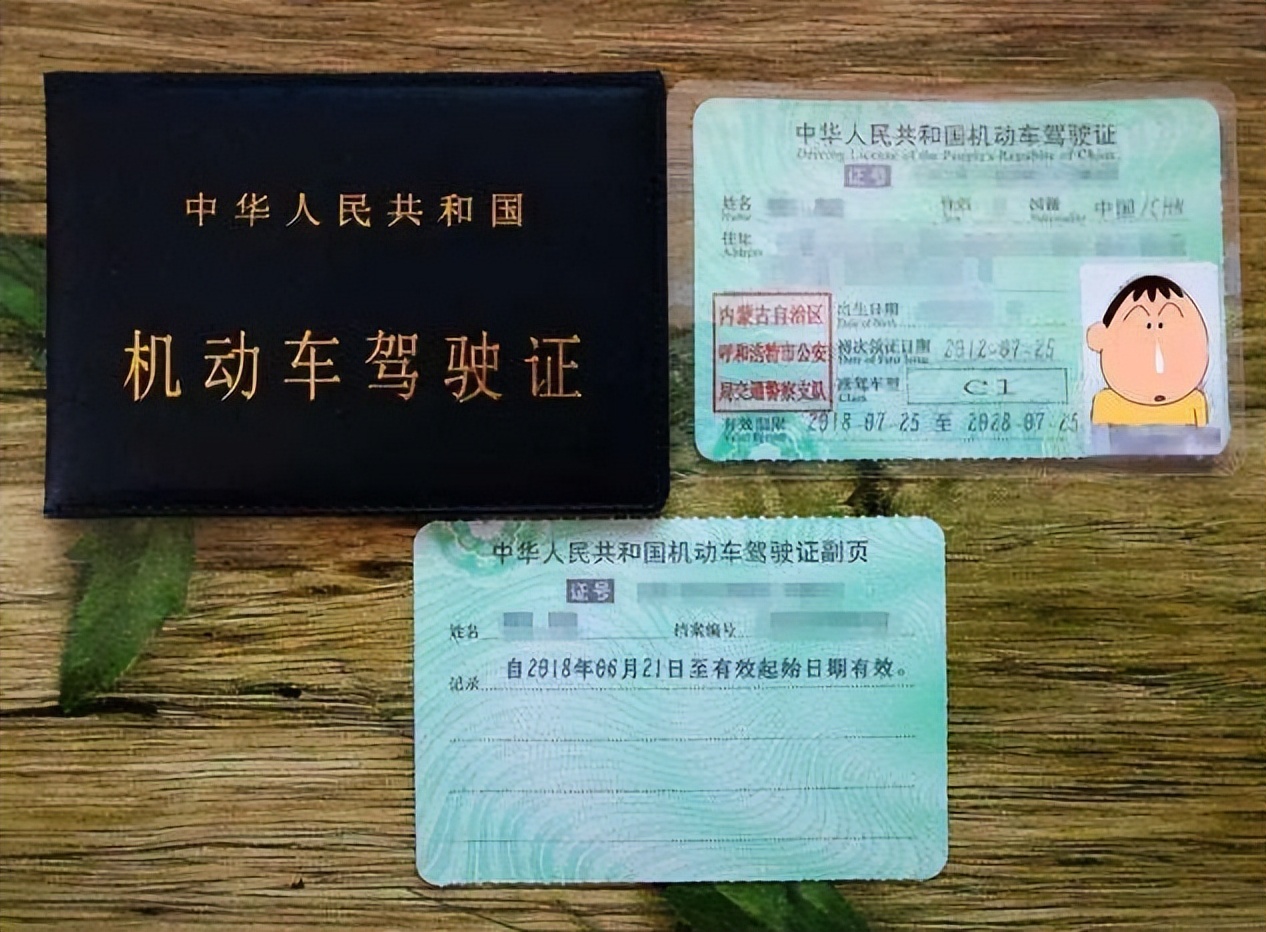 中华人民共和国
机动车驾驶证
中华人民共和国机动车驾驶证
Driving License of the People's Republic of China
证号
姓名 性别 国籍 中国/CHN
Name Sex Nationality
住址
Address
内蒙古自治区
呼和浩特市公安
局交通警察支队
出生日期
Date of Birth
初次领证日期 2012-07-25
Date of First Issue
准驾车型 C1
Class
有效期限 2018-07-25 至 2028-07-25
Valid Period
中华人民共和国机动车驾驶证副页
证号
姓名 档案编号
记录 自2018年06月21日至有效起始日期有效。